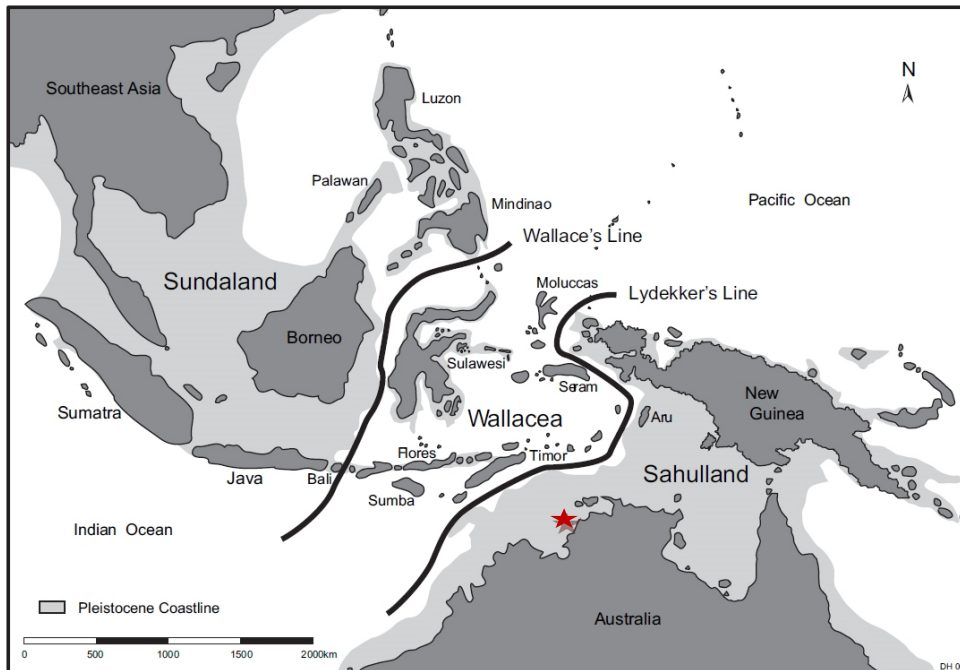 N
Southeast Asia
Luzon
Palawan
Pacific Ocean
Mindinao
Wallace's Line
Sundaland
Moluccas
Lydekker's Line
Borneo
Sulawesi
Seram
New
Guinea
Sumatra
Wallacea
Aru
Flores
Timor
Sahulland
Java
Bali
Sumba
Indian Ocean
Pleistocene Coastline
Australia
0 500 1000 1500 2000km